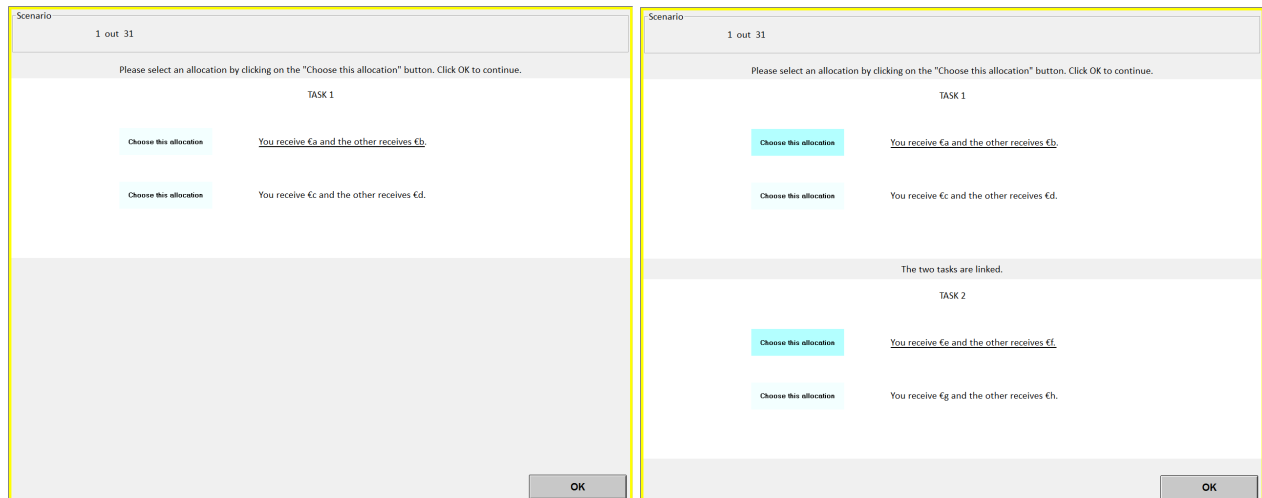 Scenario
1 out 31
Please select an allocation by clicking on the "Choose this allocation" button. Click OK to continue.
TASK 1
Choose this allocation You receive €a and the other receives €b.
Choose this allocation You receive €c and the other receives €d.
OK
Scenario
1 out 31
Please select an allocation by clicking on the "Choose this allocation" button. Click OK to continue.
TASK 1
Choose this allocation You receive €a and the other receives €b.
Choose this allocation You receive €c and the other receives €d.
The two tasks are linked.
TASK 2
Choose this allocation You receive €e and the other receives €f.
Choose this allocation You receive €g and the other receives €h.
OK